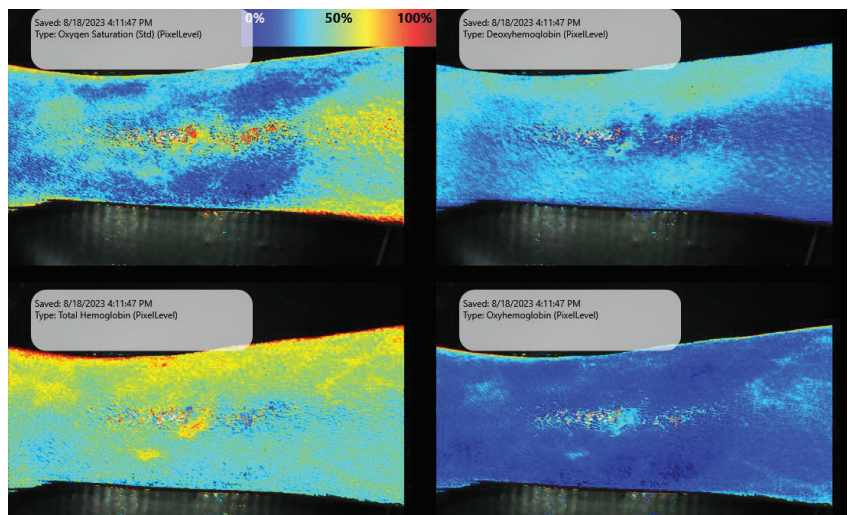 Saved: 8/18/2023 4:11:47 PM
Type: Oxygen Saturation (Std) (PixelLevel)
0% 50% 100%
Saved: 8/18/2023 4:11:47 PM
Type: Deoxyhemoglobin (PixelLevel)
Saved: 8/18/2023 4:11:47 PM
Type: Total Hemoglobin (PixelLevel)
Saved: 8/18/2023 4:11:47 PM
Type: Oxyhemoglobin (PixelLevel)